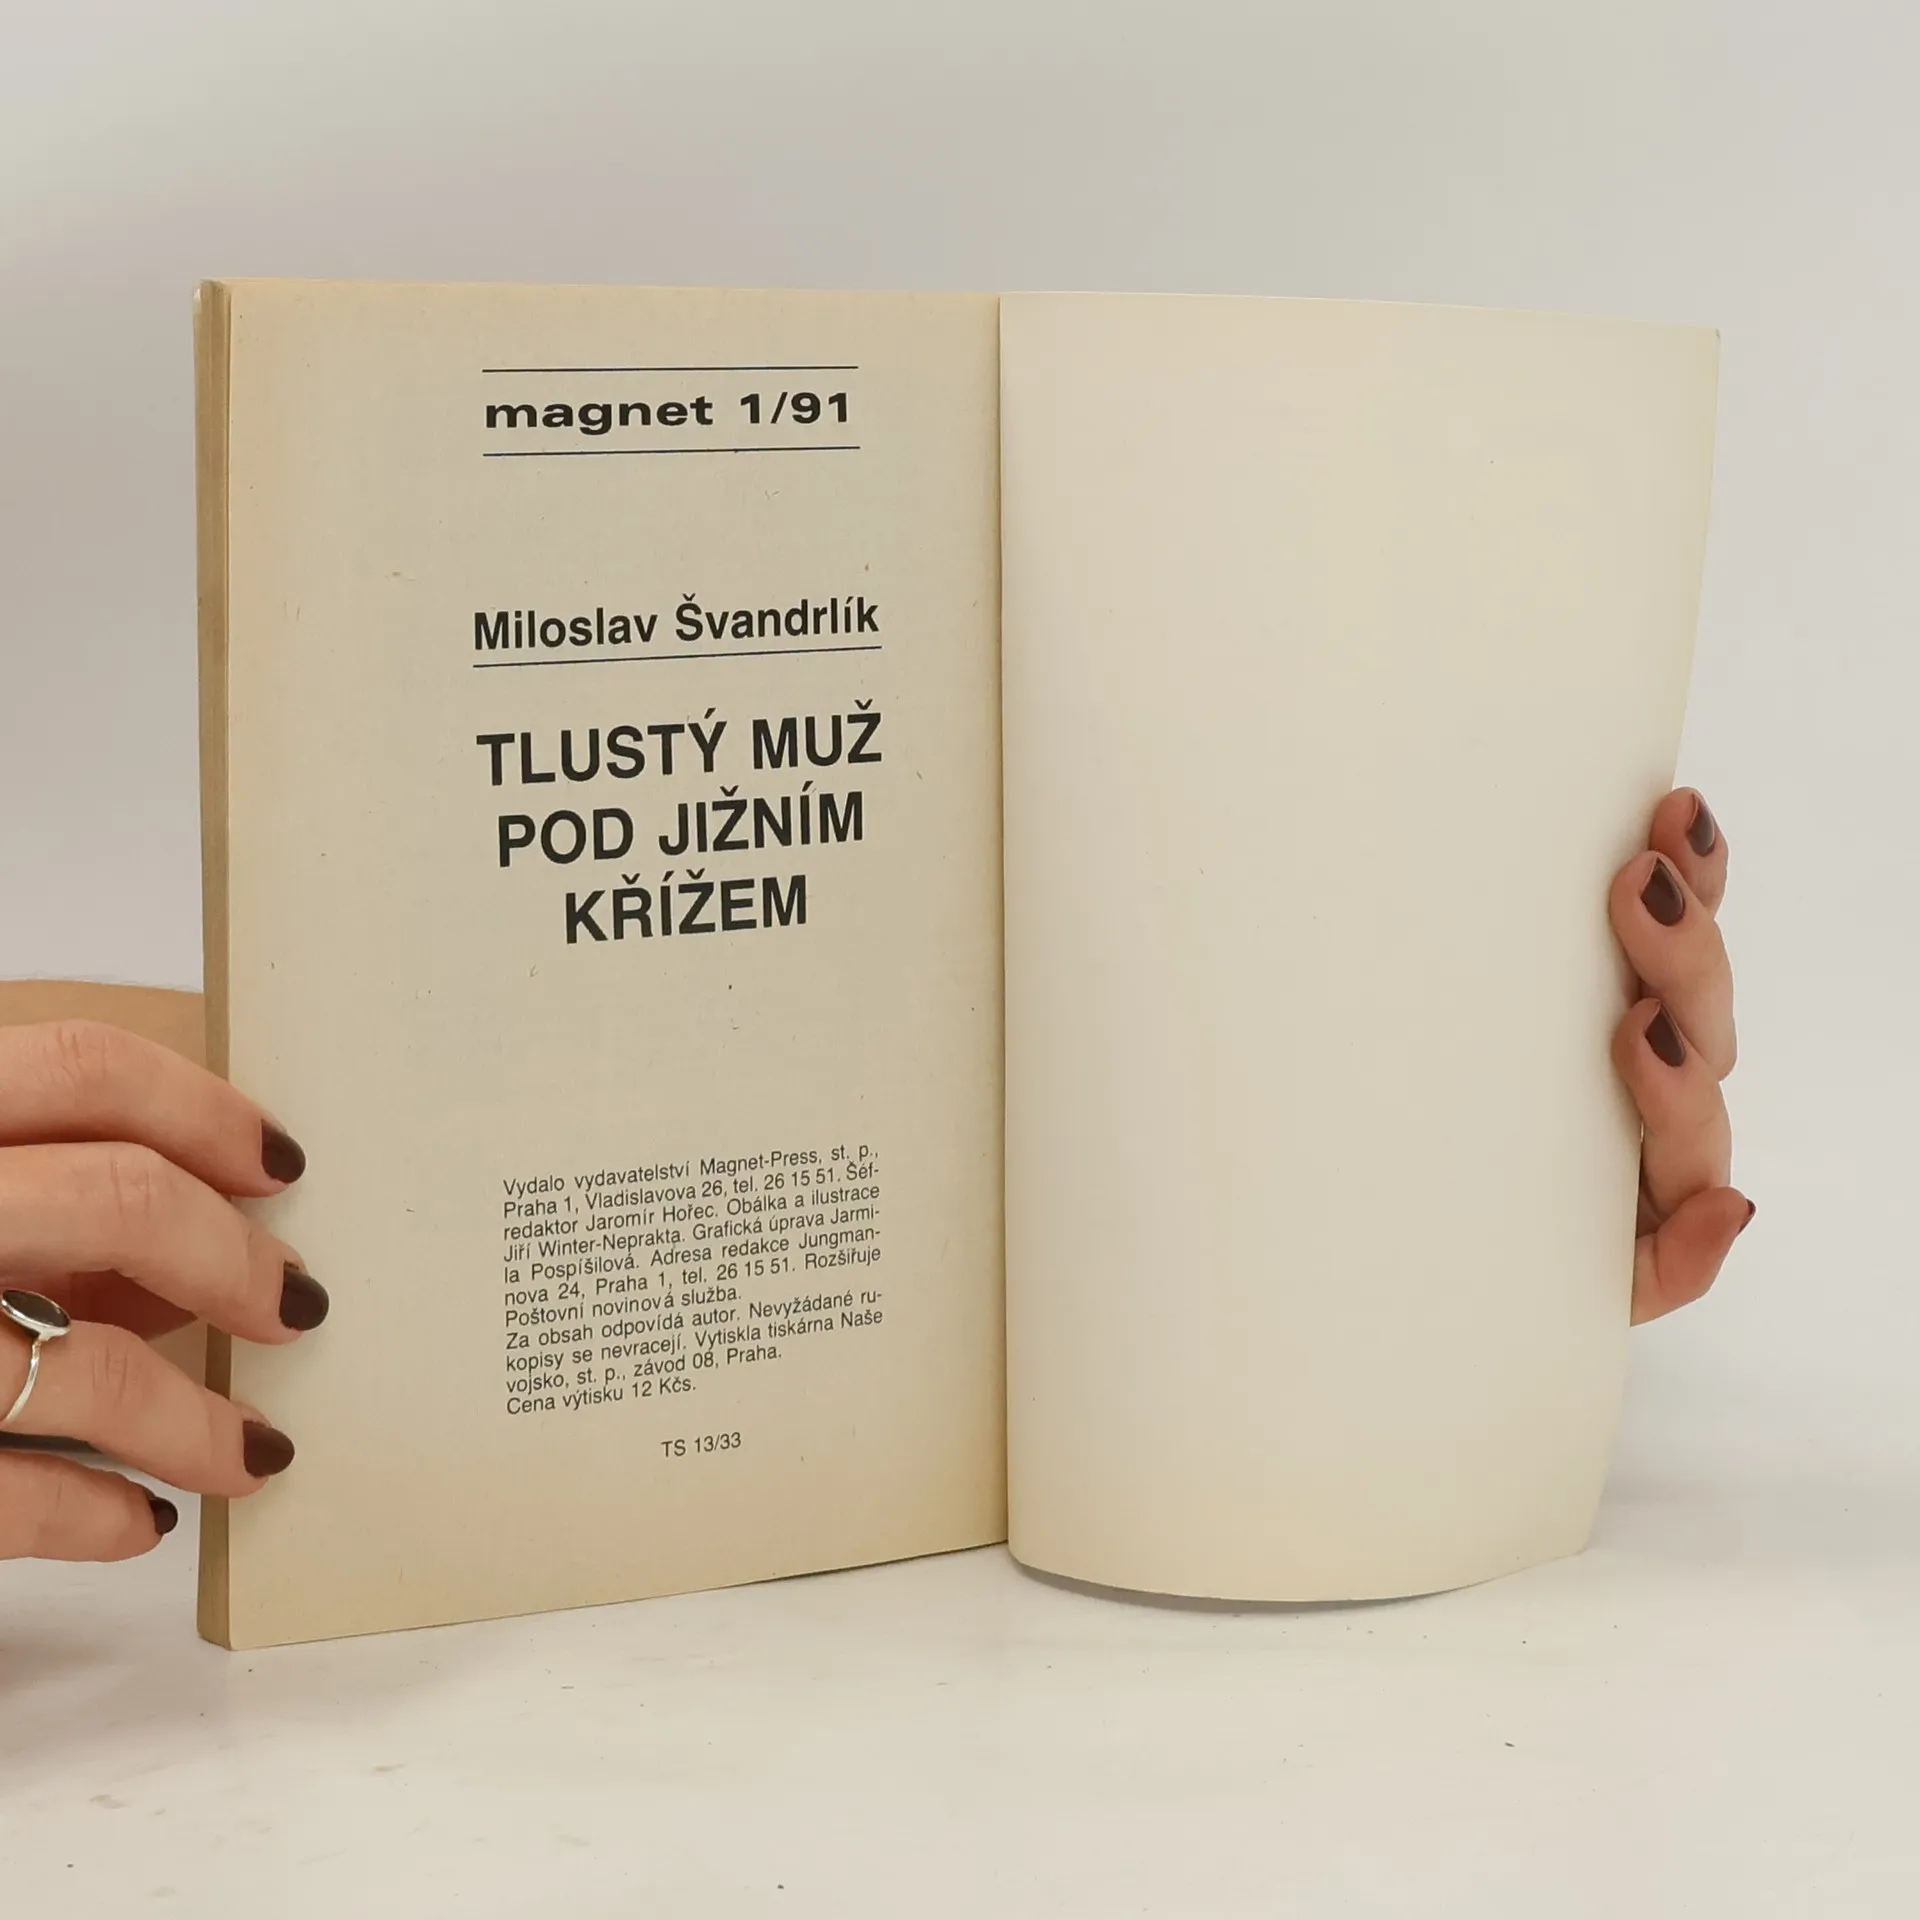 magnet 1/91
Miloslav Švandrlík
TLUSTÝ MUŽ
POD JIŽNÍM
KŘÍŽEM
Vydalo vydavatelství Magnet-Press, st. p.,
Praha 1, Vladislavova 26, tel. 26 15 51. Šéf-
redaktor Jaromír Hořec. Obálka a ilustrace
Jiří Winter-Neprakta. Grafická úprava Jarmi-
la Pospíšilová. Adresa redakce Jungman-
nova 24, Praha 1, tel. 26 15 51. Rozšiřuje
Poštovní novinová služba.
Za obsah odpovídá autor. Nevyžádané ru-
kopisy se nevracejí. Vytiskla tiskárna Naše
vojsko, st. p., závod 08, Praha.
Cena výtisku 12 Kčs.
TS 13/33